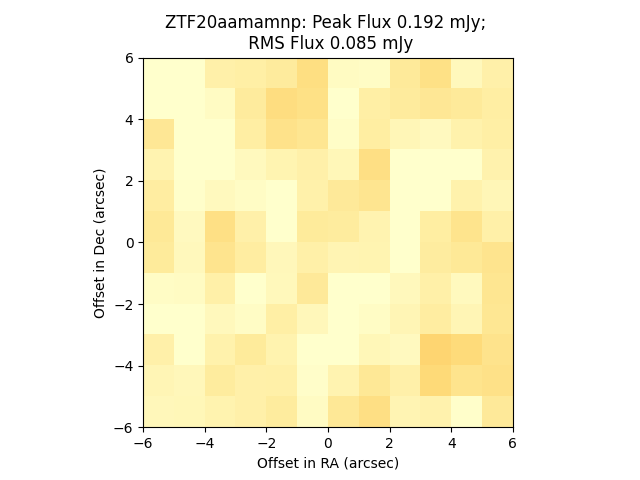 ZTF20aamamnp: Peak Flux 0.192 mJy;
RMS Flux 0.085 mJy
6
4
2
0
−2
−4
−6
Offset in Dec (arcsec)
−6 −4 −2 0 2 4 6
Offset in RA (arcsec)